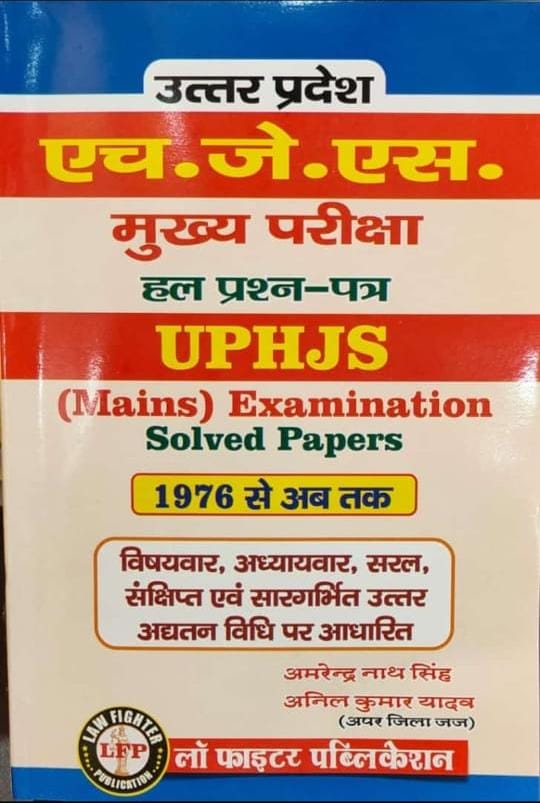 उत्तर प्रदेश
एच.जे.एस.
मुख्य परीक्षा
हल प्रश्न-पत्र
UPHJS
(Mains) Examination
Solved Papers
1976 से अब तक
विषयवार, अध्यायवार, सरल,
संक्षिप्त एवं सारगर्भित उत्तर
अद्यतन विधि पर आधारित
अमरेन्द्र नाथ सिंह
अनिल कुमार यादव
(अपर जिला जज)
LAW FIGHTER
LFP
PUBLICATION
लॉ फाइटर पब्लिकेशन